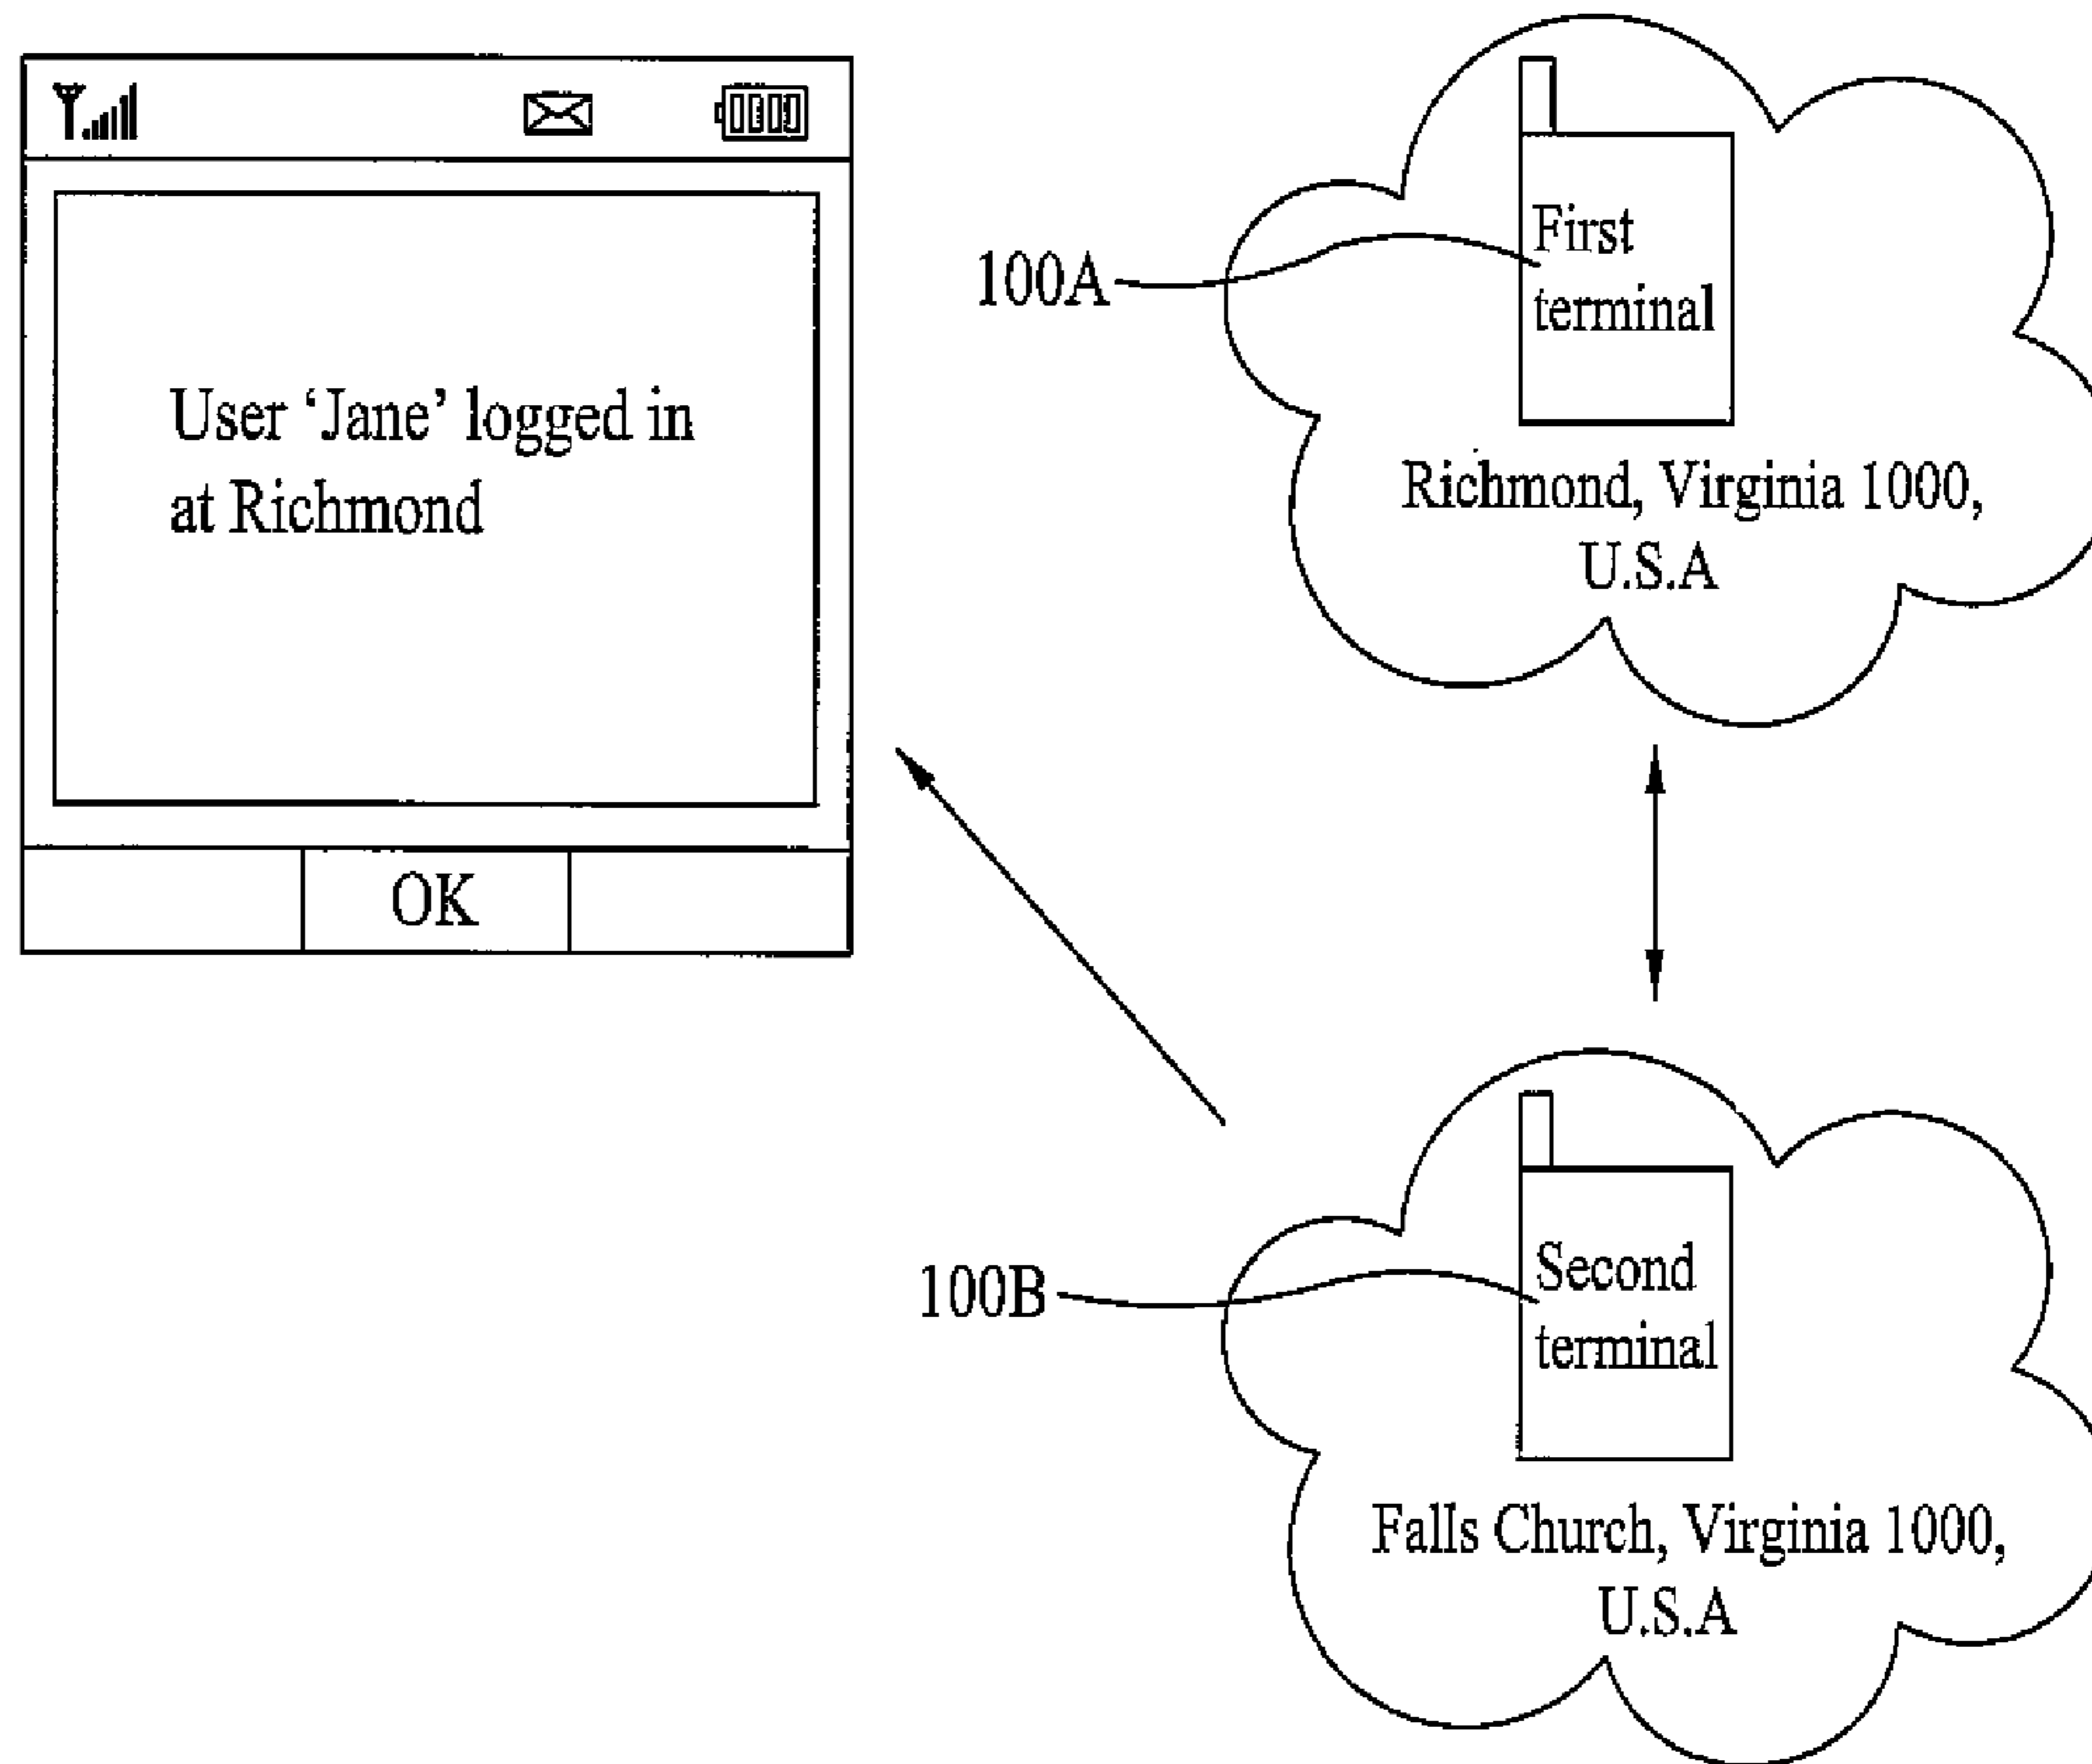 User ‘Jane’ logged in
at Richmond
OK
100A
First
terminal
Richmond, Virginia 1000,
U.S.A
100B
Second
terminal
Falls Church, Virginia 1000,
U.S.A